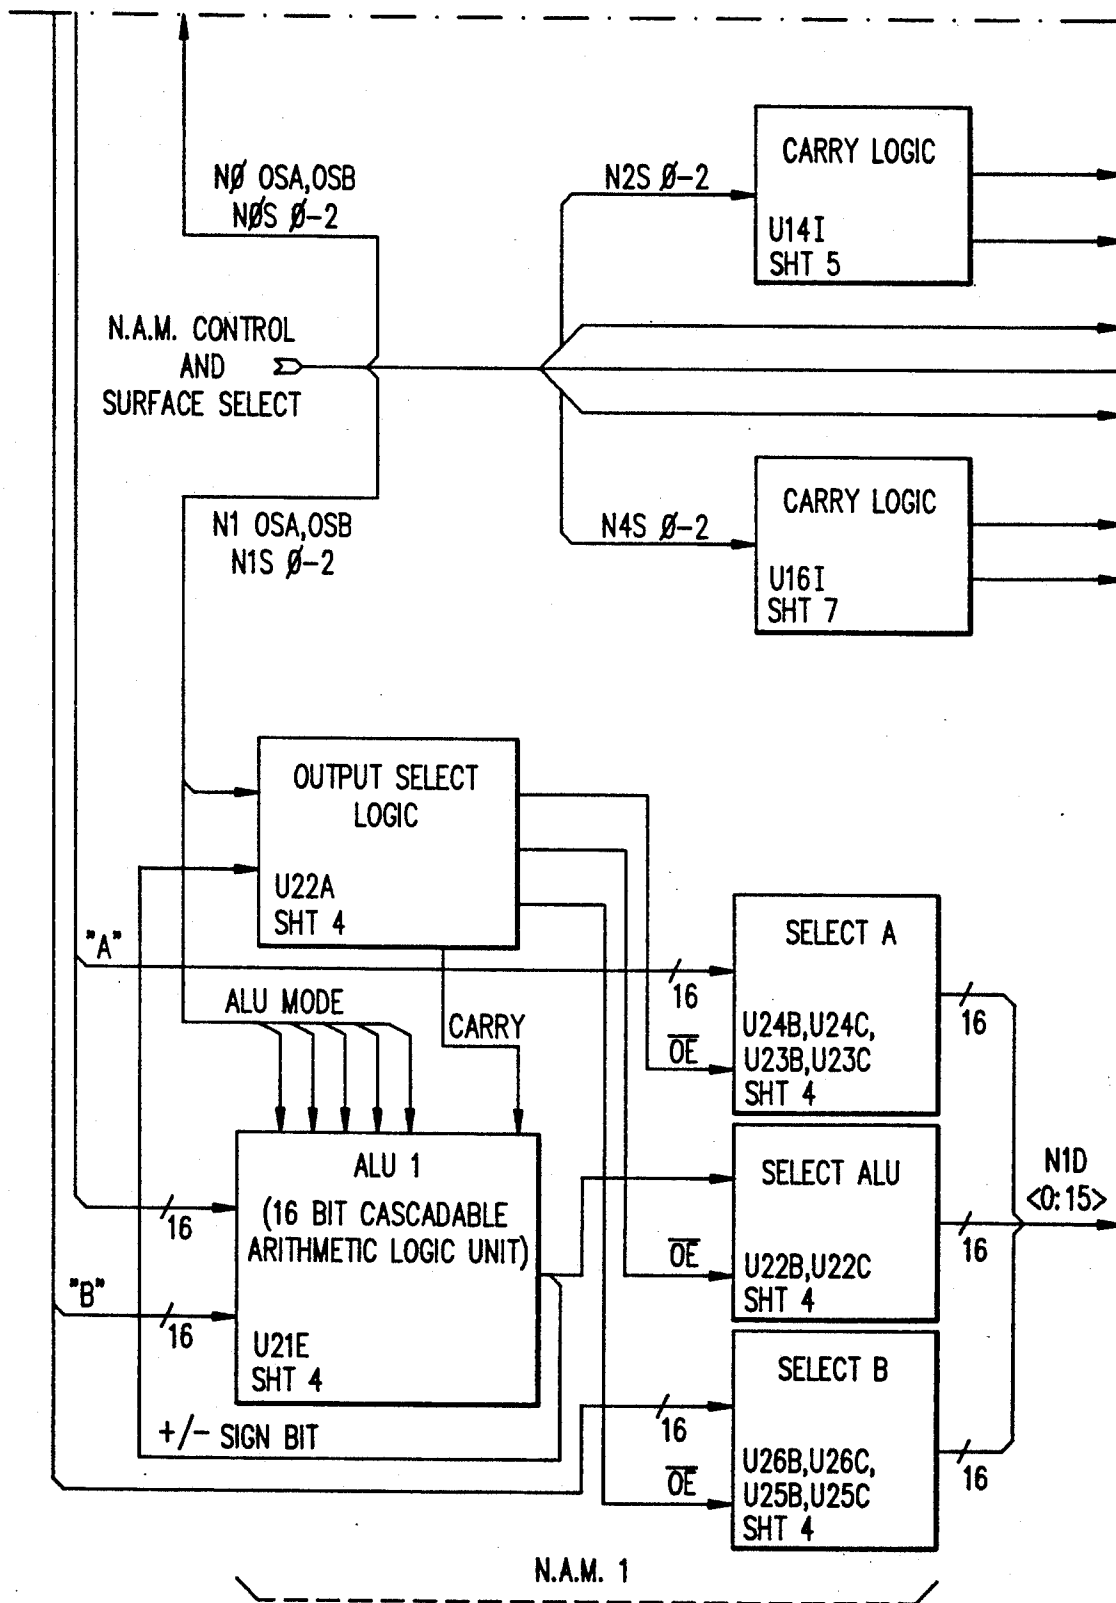 NØ OSA,OSB
NØS Ø-2
N2S Ø-2
CARRY LOGIC
U14I
SHT 5
N.A.M. CONTROL
AND
SURFACE SELECT
N1 OSA,OSB
N1S Ø-2
N4S Ø-2
CARRY LOGIC
U16I
SHT 7
OUTPUT SELECT
LOGIC
U22A
SHT 4
"A"
16
SELECT A
U24B,U24C,
U23B,U23C
SHT 4
16
ALU MODE
CARRY
O̅E̅
ALU 1
(16 BIT CASCADABLE
ARITHMETIC LOGIC UNIT)
U21E
SHT 4
16
"B"
16
SELECT ALU
U22B,U22C
SHT 4
O̅E̅
16
N1D
<0:15>
SELECT B
U26B,U26C,
U25B,U25C
SHT 4
16
O̅E̅
16
+/- SIGN BIT
N.A.M. 1